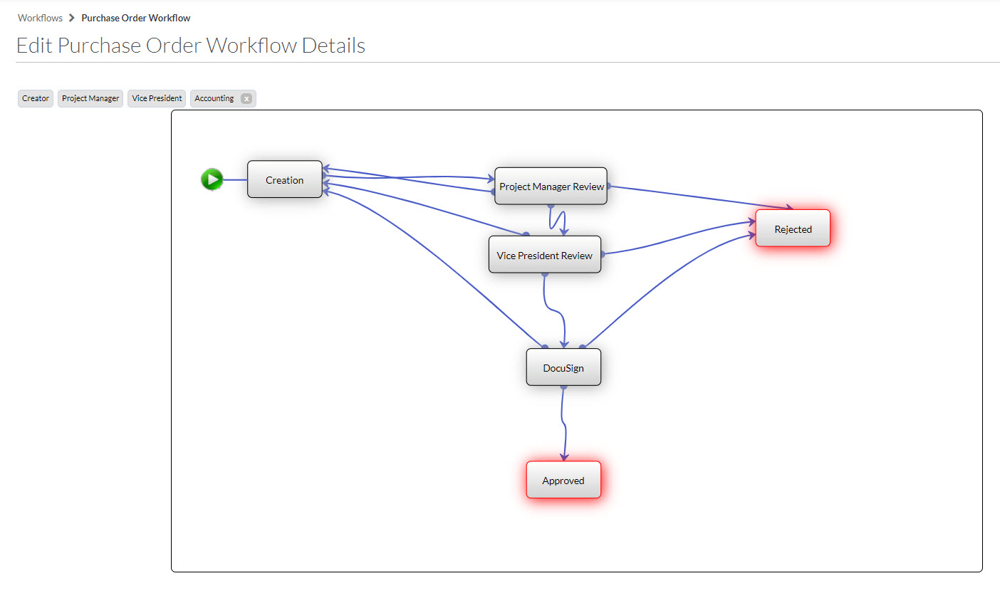 Workflows > Purchase Order Workflow
Edit Purchase Order Workflow Details
Creator Project Manager Vice President Accounting x
Creation
Project Manager Review
Rejected
Vice President Review
DocuSign
Approved